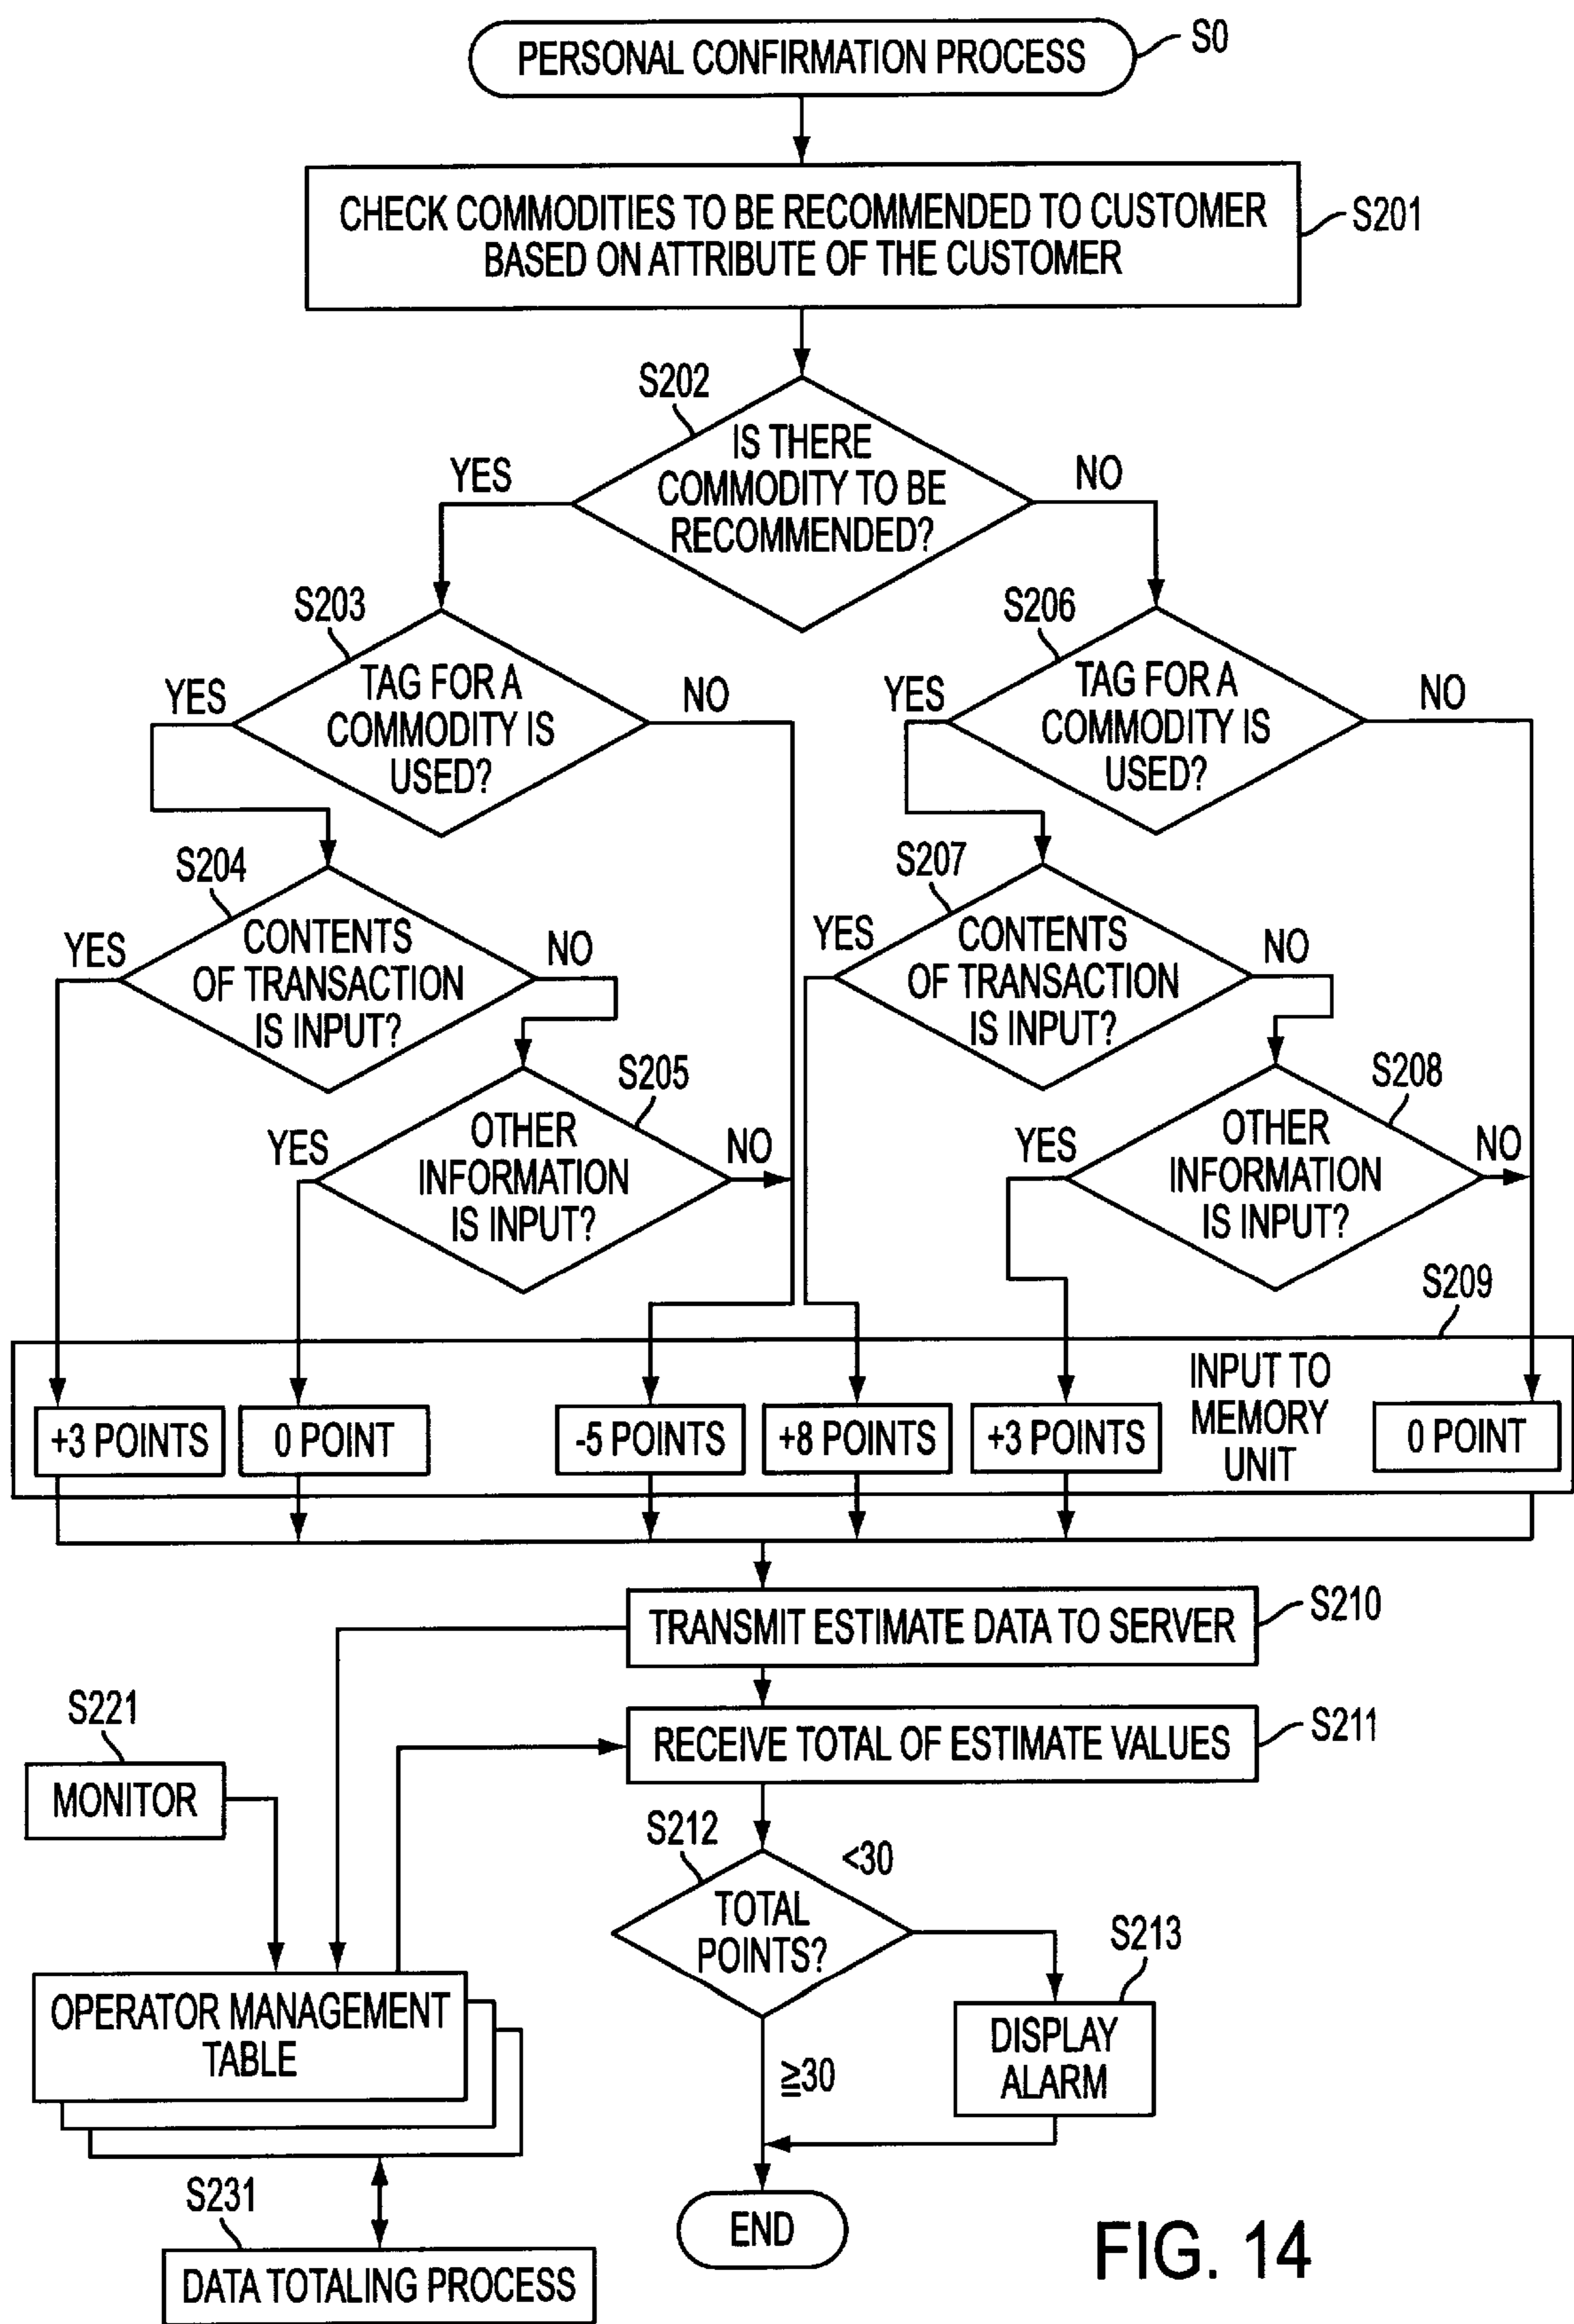 PERSONAL CONFIRMATION PROCESS
S0
CHECK COMMODITIES TO BE RECOMMENDED TO CUSTOMER
BASED ON ATTRIBUTE OF THE CUSTOMER
S201
S202
IS THERE
COMMODITY TO BE
RECOMMENDED?
YES
NO
S203
TAG FOR A
COMMODITY IS
USED?
YES
NO
S206
TAG FOR A
COMMODITY IS
USED?
YES
NO
S204
CONTENTS
OF TRANSACTION
IS INPUT?
YES
NO
S207
CONTENTS
OF TRANSACTION
IS INPUT?
YES
NO
S205
OTHER
INFORMATION
IS INPUT?
YES
NO
S208
OTHER
INFORMATION
IS INPUT?
YES
NO
S209
INPUT TO
MEMORY
UNIT
+3 POINTS
0 POINT
-5 POINTS
+8 POINTS
+3 POINTS
0 POINT
TRANSMIT ESTIMATE DATA TO SERVER
S210
S221
MONITOR
RECEIVE TOTAL OF ESTIMATE VALUES
S211
S212
TOTAL
POINTS?
<30
≧30
S213
DISPLAY
ALARM
OPERATOR MANAGEMENT
TABLE
S231
DATA TOTALING PROCESS
END
FIG. 14